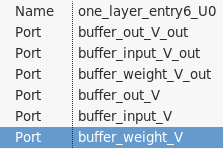 Name one_layer_entry6_U0
Port buffer_out_V_out
Port buffer_input_V_out
Port buffer_weight_V_out
Port buffer_out_V
Port buffer_input_V
Port buffer_weight_V